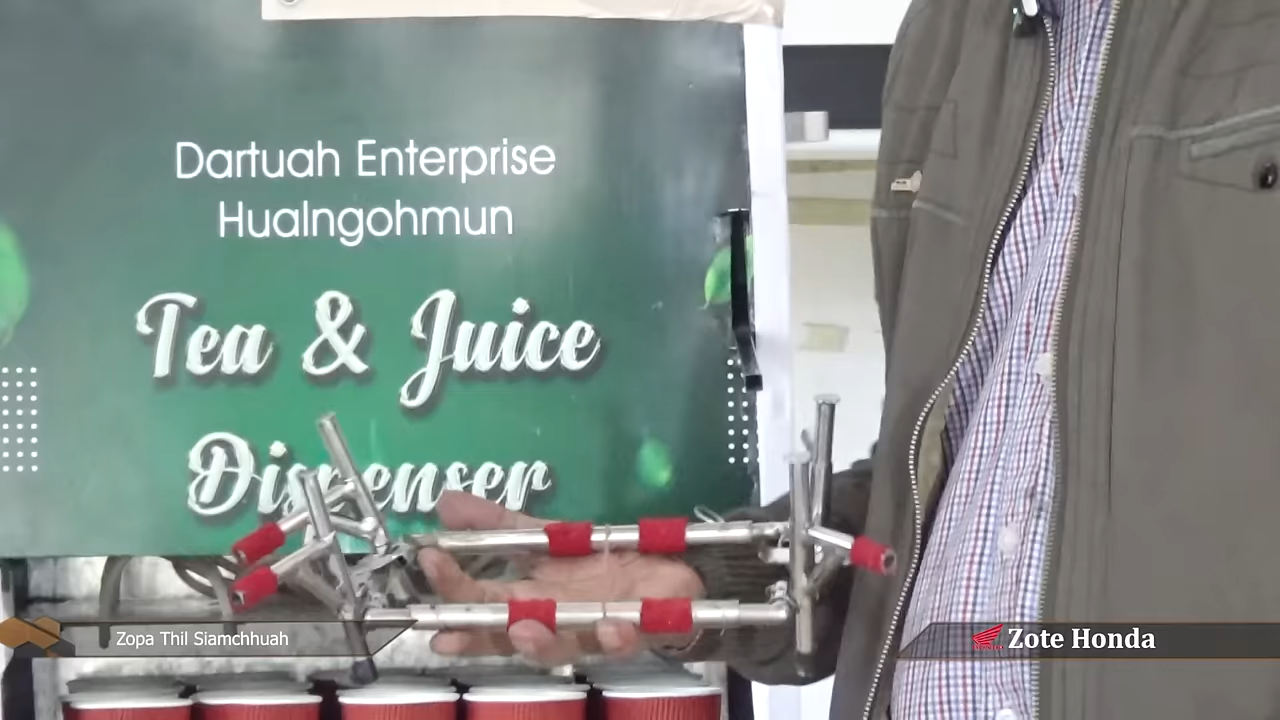 Dartuah Enterprise
Hualngohmun
Tea & Juice
Dispenser
Zopa Thil Siamchhuah
Zote Honda